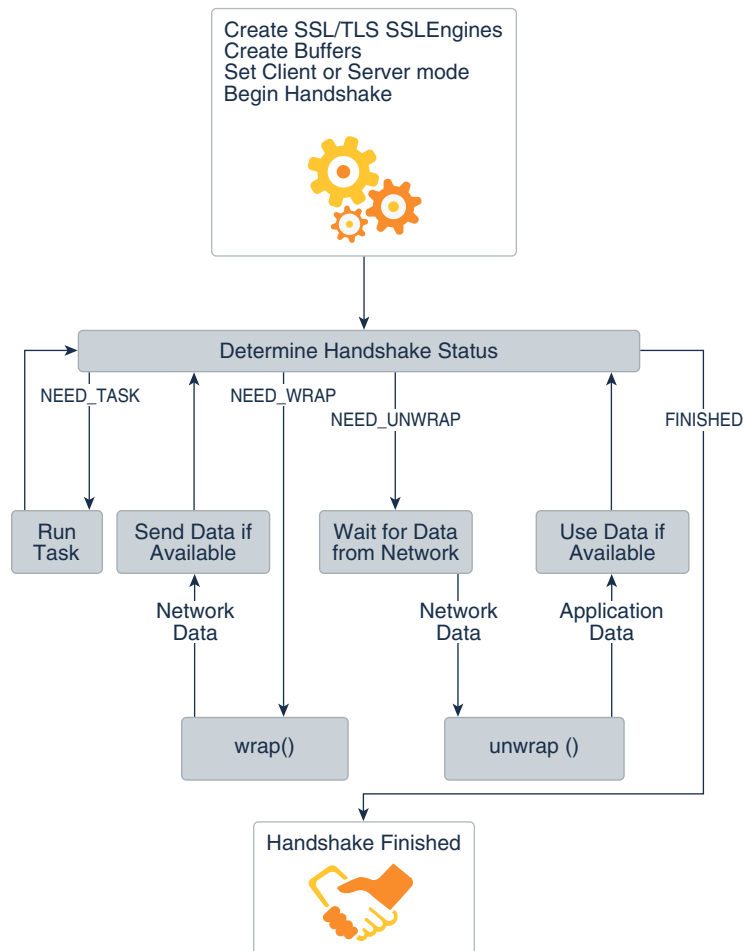 Create SSL/TLS SSLEngines
Create Buffers
Set Client or Server mode
Begin Handshake
Determine Handshake Status
NEED_TASK
NEED_WRAP
NEED_UNWRAP
FINISHED
Run
Task
Send Data if
Available
Wait for Data
from Network
Use Data if
Available
Network
Data
Network
Data
Application
Data
wrap()
unwrap ()
Handshake Finished